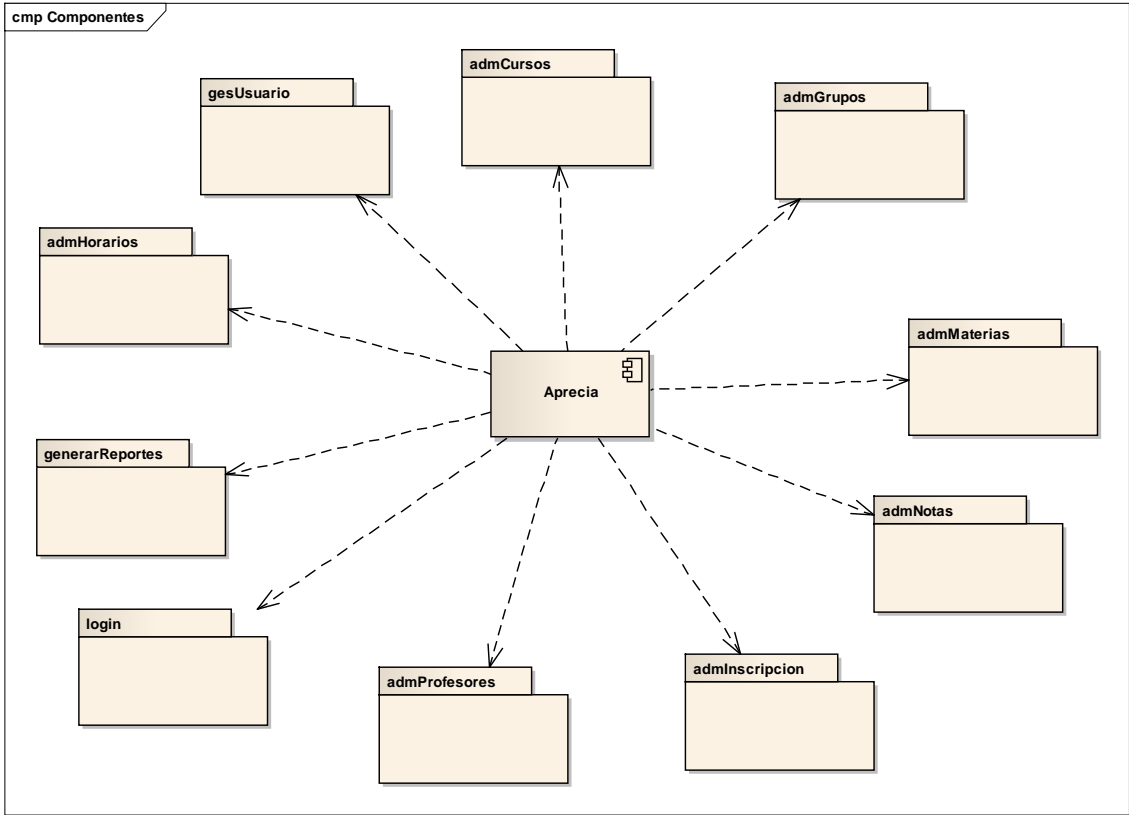 cmp Componentes
admCursos
gesUsuario
admGrupos
admHorarios
admMaterias
Aprecia
generarReportes
admNotas
login
admInscripcion
admProfesores